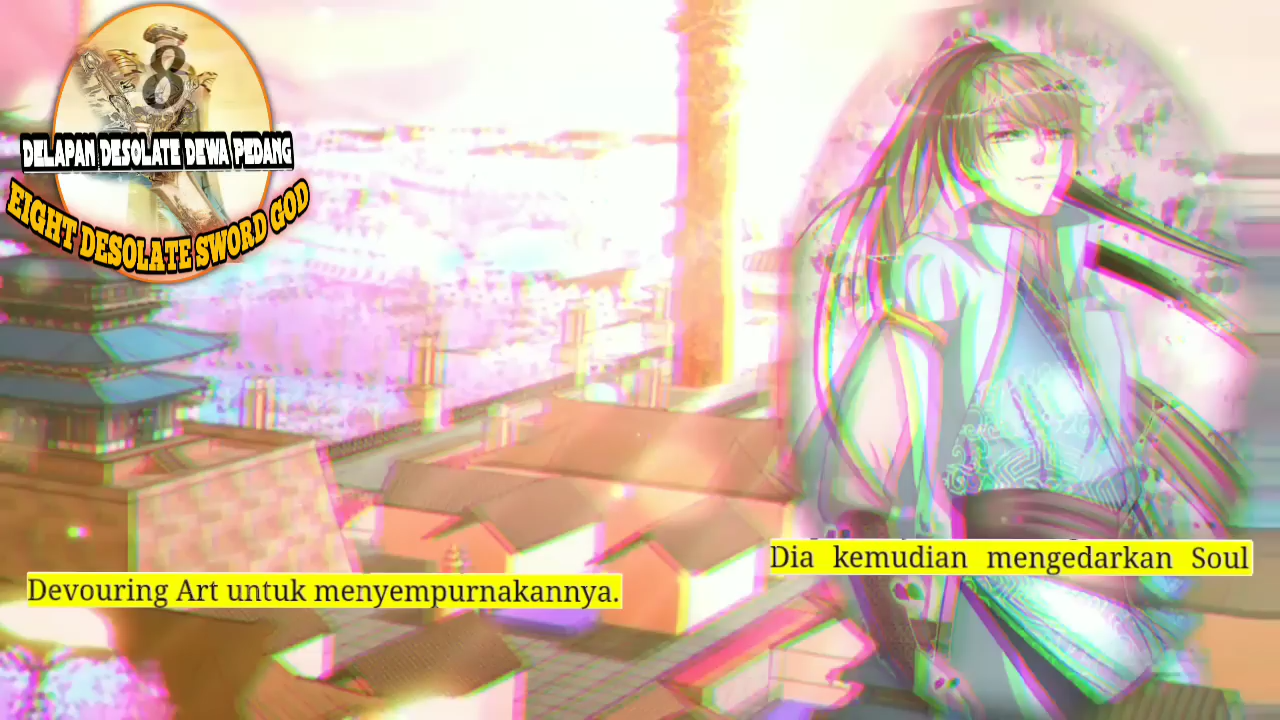 8
DELAPAN DESOLATE DEWA PEDANG
EIGHT DESOLATE SWORD GOD
Dia kemudian mengedarkan Soul
Devouring Art untuk menyempurnakannya.